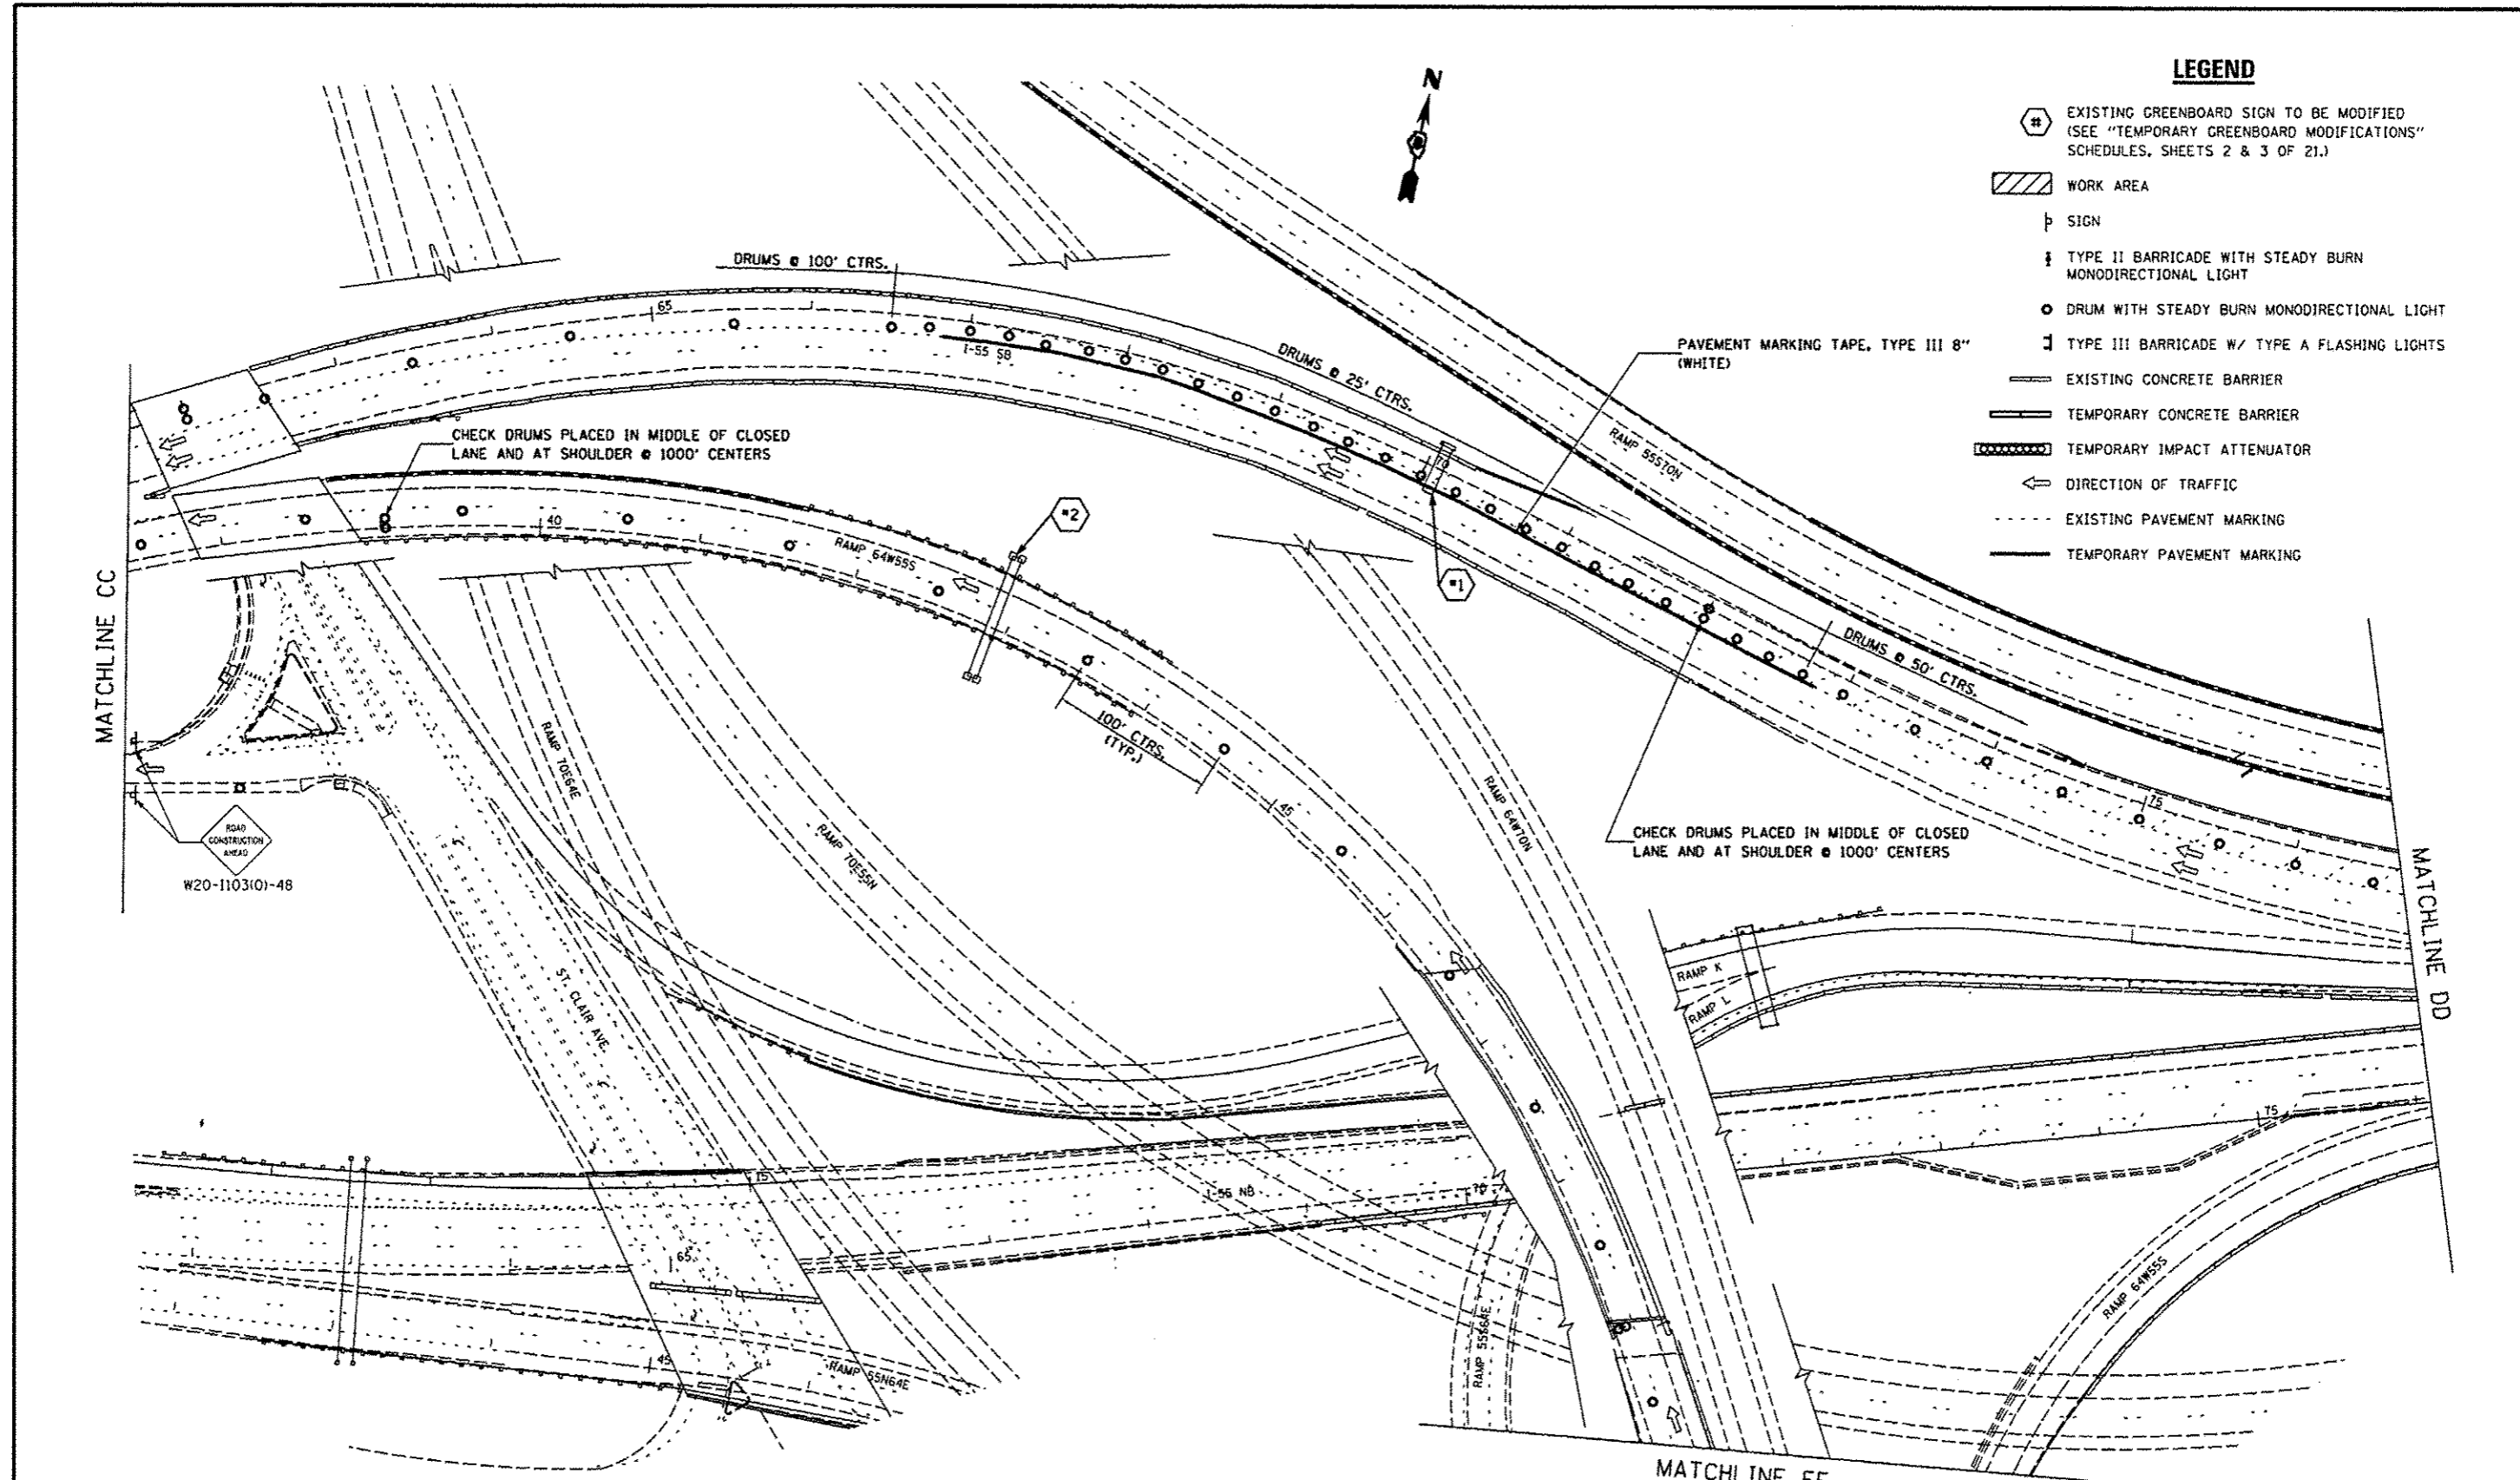 LEGEND
# EXISTING GREENBOARD SIGN TO BE MODIFIED
(SEE "TEMPORARY GREENBOARD MODIFICATIONS"
SCHEDULES, SHEETS 2 & 3 OF 21.)
WORK AREA
SIGN
TYPE II BARRICADE WITH STEADY BURN
MONODIRECTIONAL LIGHT
DRUM WITH STEADY BURN MONODIRECTIONAL LIGHT
TYPE III BARRICADE W/ TYPE A FLASHING LIGHTS
EXISTING CONCRETE BARRIER
TEMPORARY CONCRETE BARRIER
TEMPORARY IMPACT ATTENUATOR
DIRECTION OF TRAFFIC
EXISTING PAVEMENT MARKING
TEMPORARY PAVEMENT MARKING
N
DRUMS @ 100' CTRS.
65
I-55 SB
DRUMS @ 25' CTRS.
PAVEMENT MARKING TAPE, TYPE III 8"
(WHITE)
RAMP 55S70N
CHECK DRUMS PLACED IN MIDDLE OF CLOSED
LANE AND AT SHOULDER @ 1000' CENTERS
70
40
#2
RAMP 64W55S
#1
MATCHLINE CC
DRUMS @ 50' CTRS.
100' CTRS.
(TYP.)
RAMP 70E64E
RAMP 70E55N
45
RAMP 64W70N
75
CHECK DRUMS PLACED IN MIDDLE OF CLOSED
LANE AND AT SHOULDER @ 1000' CENTERS
ROAD
CONSTRUCTION
AHEAD
W20-1103(0)-48
MATCHLINE DD
ST. CLAIR AVE.
RAMP K
RAMP L
75
15
I-55 NB
70
65
45
RAMP 55N64E
RAMP 55S64E
RAMP 64W55S
MATCHLINE